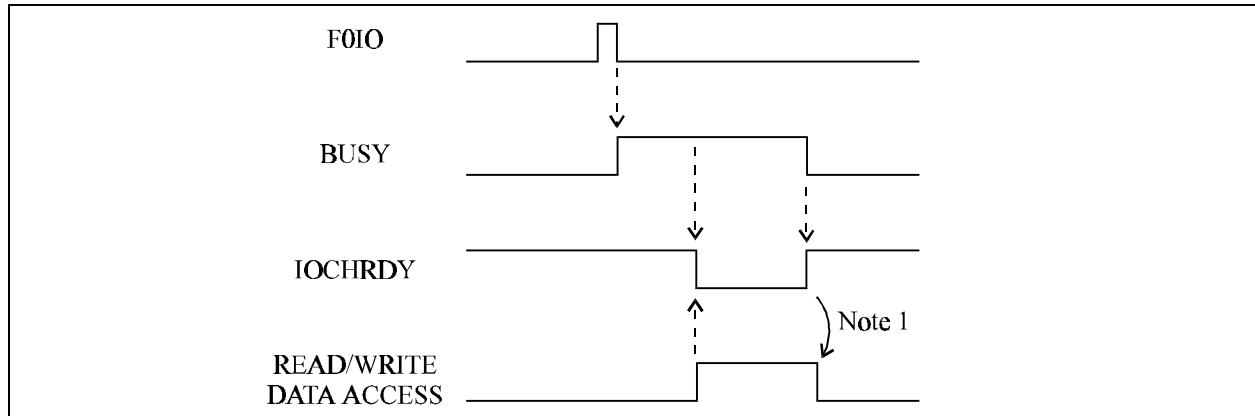 F0IO
BUSY
IOCHRDY
Note 1
READ/WRITE
DATA ACCESS